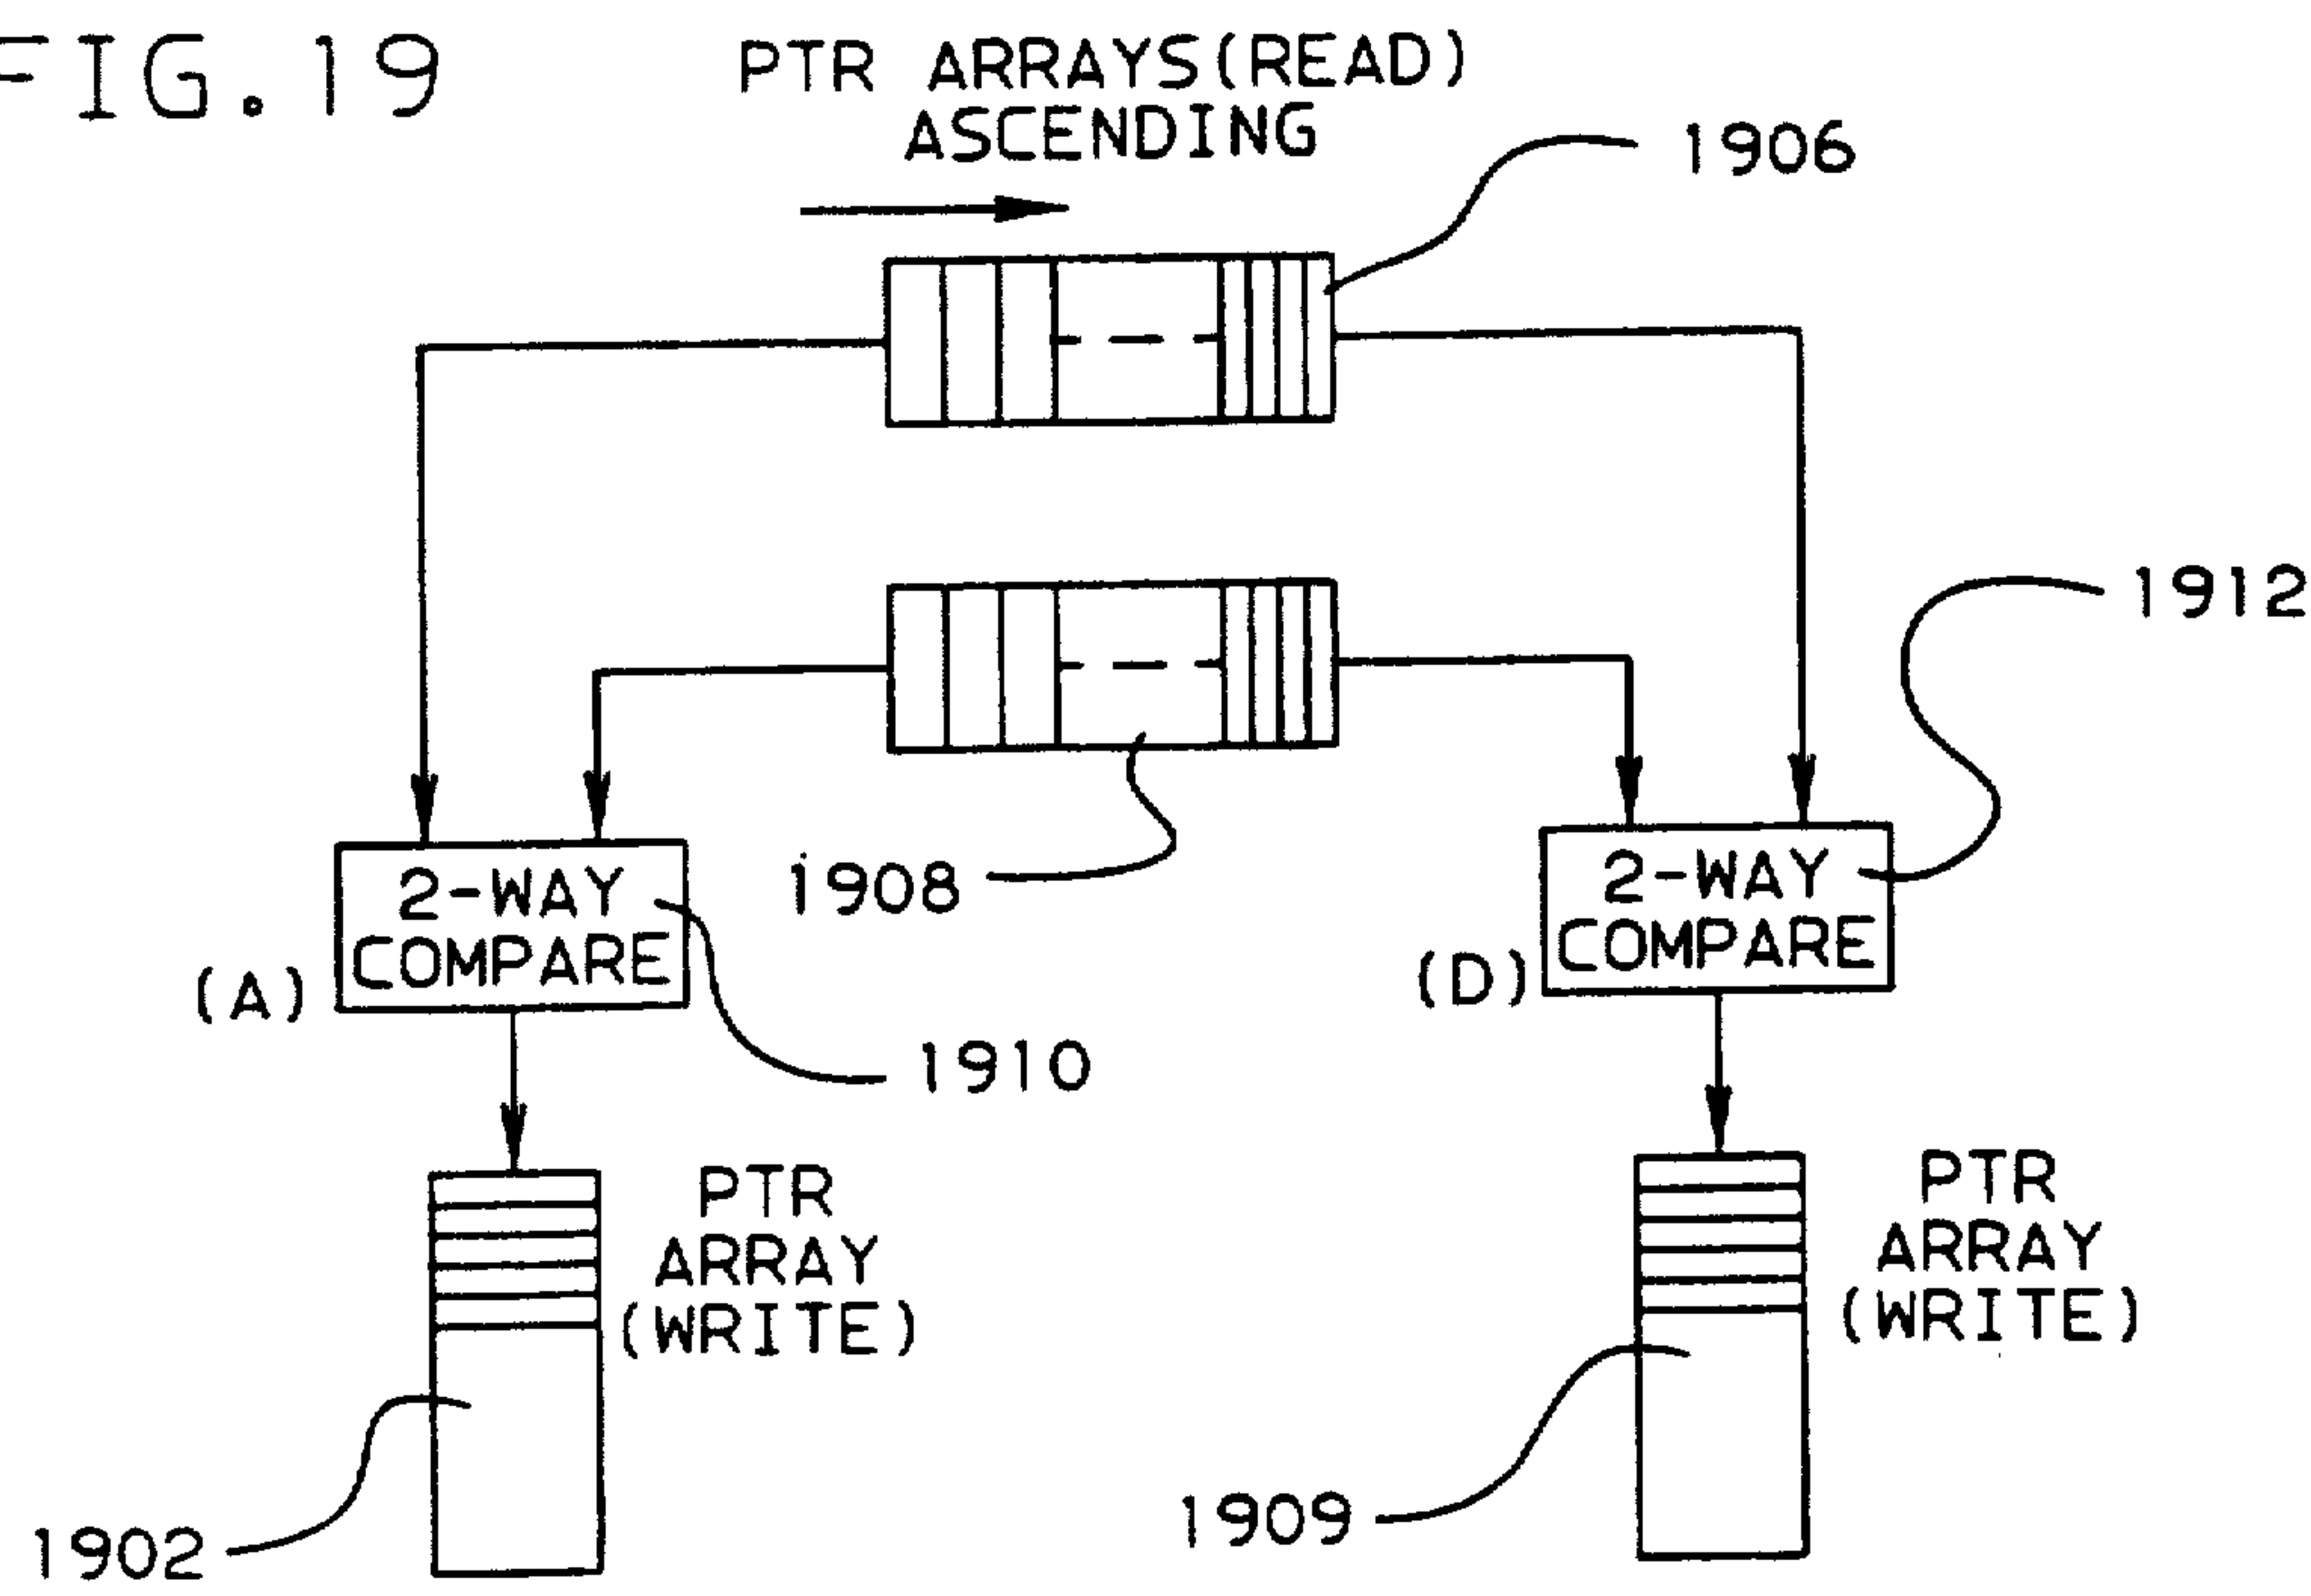 FIG.19
PTR ARRAYS(READ)
ASCENDING
1906
1912
2-WAY
COMPARE
(A)
1908
2-WAY
COMPARE
(D)
1910
PTR
ARRAY
(WRITE)
PTR
ARRAY
(WRITE)
1902
1909